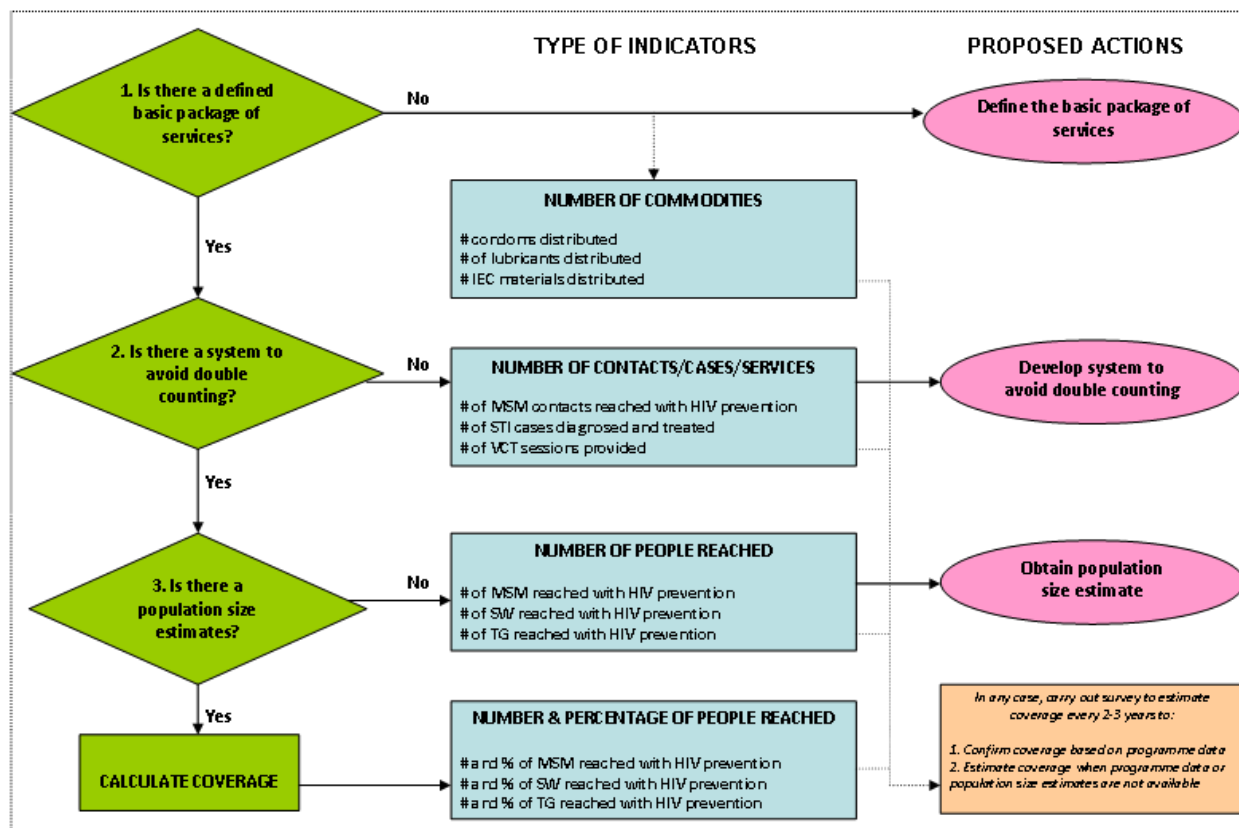 TYPE OF INDICATORS
PROPOSED ACTIONS
1. Is there a defined
basic package of
services?
No
Define the basic package of
services
NUMBER OF COMMODITIES
# condoms distributed
# of lubricants distributed
# IEC materials distributed
Yes
2. Is there a system to
avoid double
counting?
No
NUMBER OF CONTACTS/CASES/SERVICES
# of MSM contacts reached with HIV prevention
# of STI cases diagnosed and treated
# of VCT sessions provided
Develop system to
avoid double counting
Yes
3. Is there a
population size
estimates?
No
NUMBER OF PEOPLE REACHED
# of MSM reached with HIV prevention
# of SW reached with HIV prevention
# of TG reached with HIV prevention
Obtain population
size estimate
Yes
CALCULATE COVERAGE
NUMBER & PERCENTAGE OF PEOPLE REACHED
# and % of MSM reached with HIV prevention
# and % of SW reached with HIV prevention
# and % of TG reached with HIV prevention
In any case, carry out survey to estimate
coverage every 2-3 years to:
1. Confirm coverage based on programme data
2. Estimate coverage when programme data or
population size estimates are not available